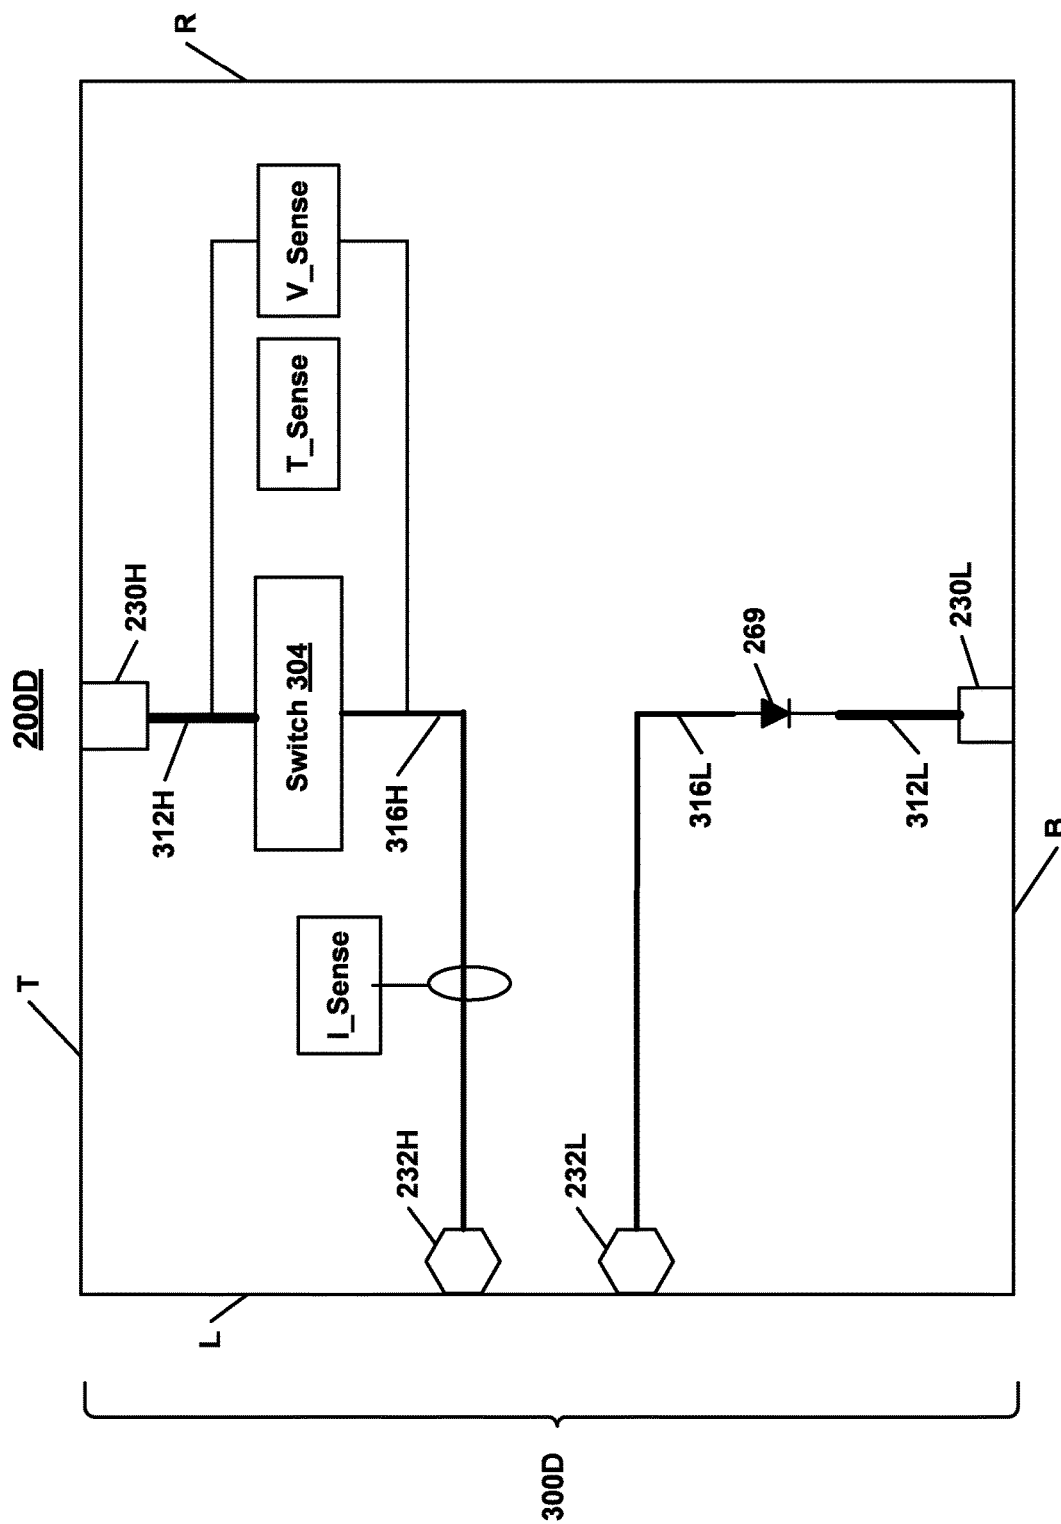 200D
T
R
230H
312H
L
Switch 304
T_Sense
V_Sense
I_Sense
316H
232H
300D
232L
316L
269
312L
230L
B